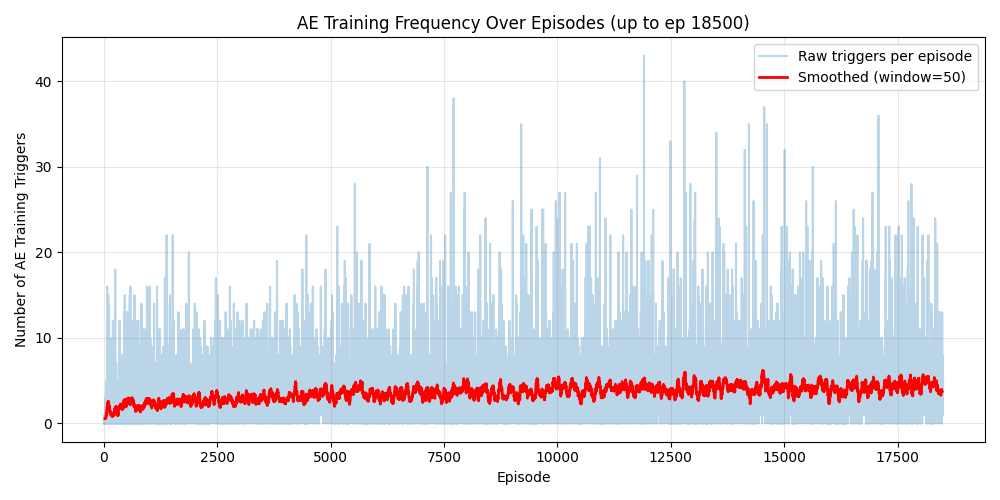 AE Training Frequency Over Episodes (up to ep 18500)
Raw triggers per episode
Smoothed (window=50)
Number of AE Training Triggers
40
30
20
10
0
0 2500 5000 7500 10000 12500 15000 17500
Episode